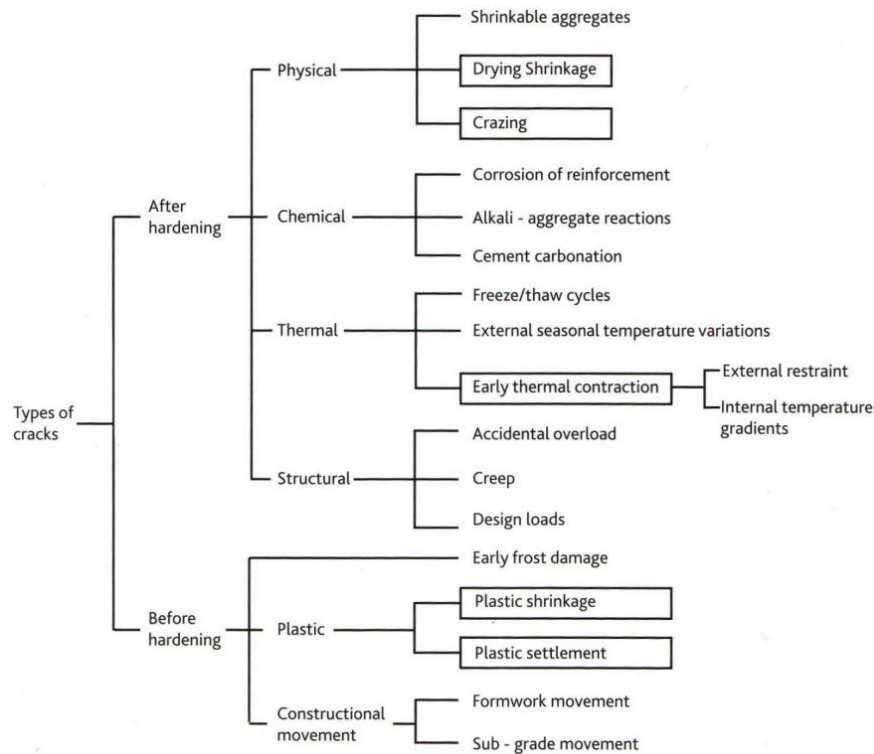 Types of
cracks
After
hardening
Physical
Shrinkable aggregates
Drying Shrinkage
Crazing
Chemical
Corrosion of reinforcement
Alkali - aggregate reactions
Cement carbonation
Thermal
Freeze/thaw cycles
External seasonal temperature variations
Early thermal contraction
External restraint
Internal temperature
gradients
Structural
Accidental overload
Creep
Design loads
Before
hardening
Early frost damage
Plastic
Plastic shrinkage
Plastic settlement
Constructional
movement
Formwork movement
Sub - grade movement